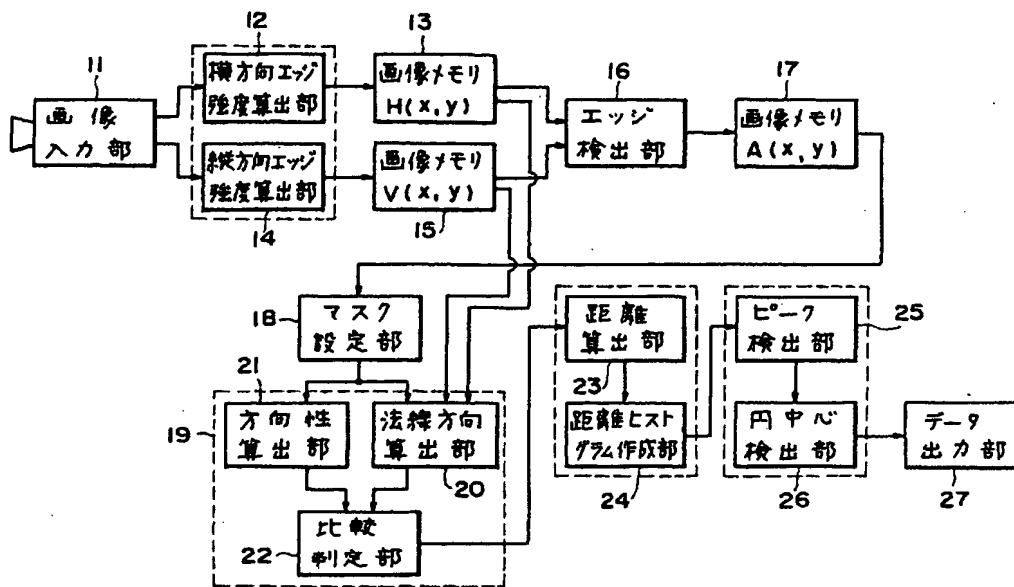 11
画像
入力部
12
横方向エッジ
強度算出部
13
画像メモリ
H(x,y)
縦方向エッジ
強度算出部
14
画像メモリ
V(x,y)
15
16
エッジ
検出部
17
画像メモリ
A(x,y)
18
マスク
設定部
19
21
方向性
算出部
法線方向
算出部
20
22
比較
判定部
距離
算出部
23
距離ヒスト
グラム作成部
24
ピーク
検出部
25
円中心
検出部
26
データ
出力部
27